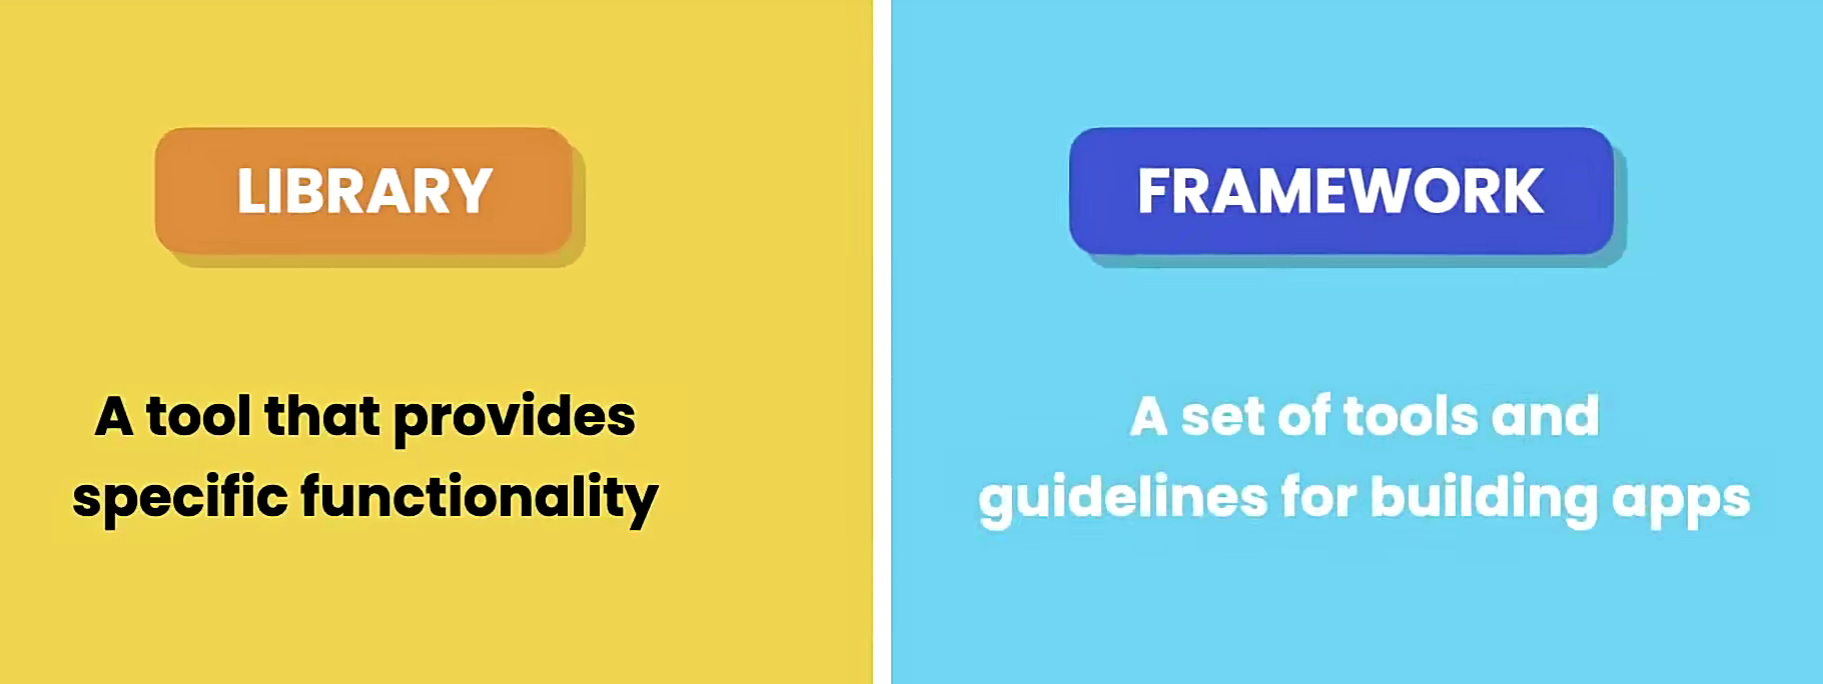 LIBRARY
A tool that provides
specific functionality
FRAMEWORK
A set of tools and
guidelines for building apps